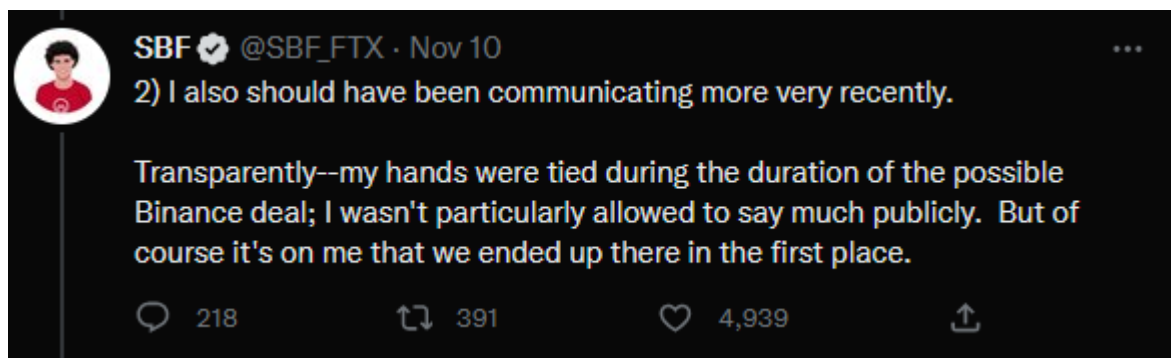 SBF @SBF_FTX · Nov 10
2) I also should have been communicating more very recently.
Transparently--my hands were tied during the duration of the possible
Binance deal; I wasn't particularly allowed to say much publicly.  But of
course it's on me that we ended up there in the first place.
218 391 4,939